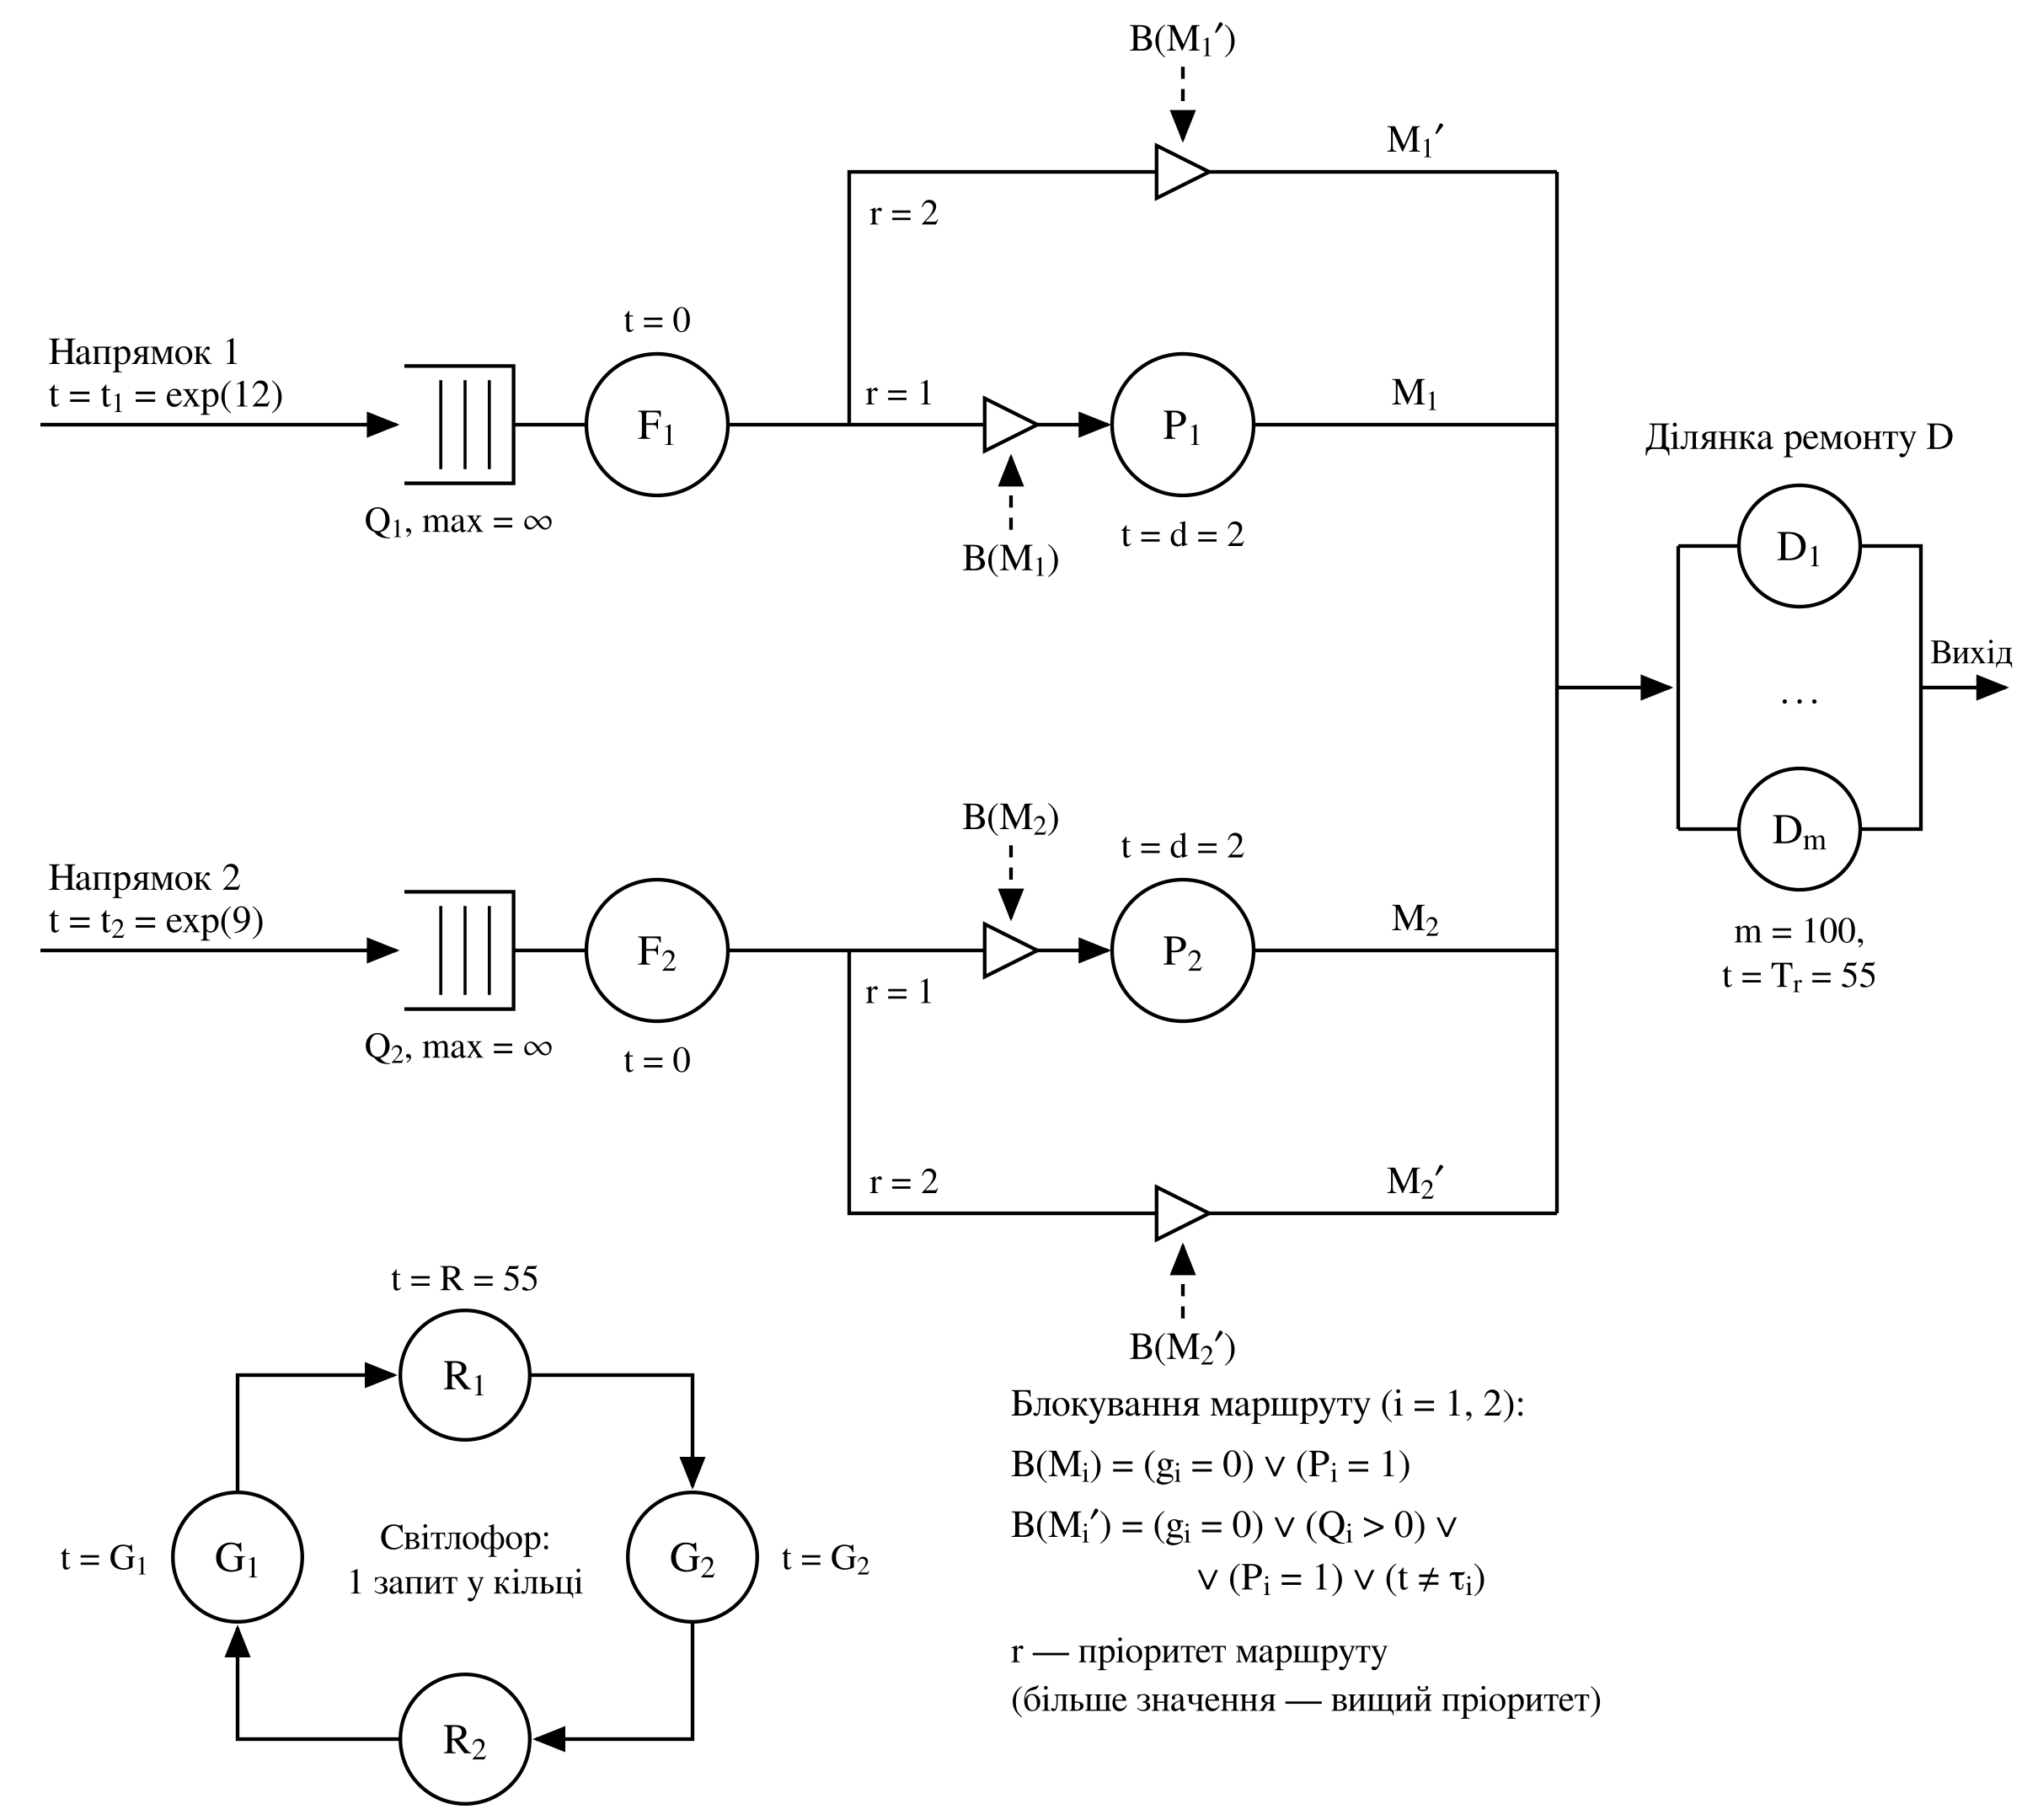 B(M₁′)
M₁′
r = 2
t = 0
Напрямок 1
t = t₁ = exp(12)
F₁
r = 1
P₁
M₁
Q₁, max = ∞
t = d = 2
B(M₁)
Ділянка ремонту D
D₁
Вихід
…
Dₘ
m = 100,
t = Tᵣ = 55
B(M₂)
t = d = 2
Напрямок 2
t = t₂ = exp(9)
F₂
r = 1
P₂
M₂
Q₂, max = ∞
t = 0
r = 2
M₂′
B(M₂′)
t = R = 55
R₁
t = G₁
G₁
Світлофор:
1 запит у кільці
G₂
t = G₂
R₂
Блокування маршруту (i = 1, 2):
B(Mᵢ) = (gᵢ = 0) ∨ (Pᵢ = 1)
B(Mᵢ′) = (gᵢ = 0) ∨ (Qᵢ > 0) ∨
∨ (Pᵢ = 1) ∨ (t ≠ τᵢ)
r — пріоритет маршруту
(більше значення — вищий пріоритет)